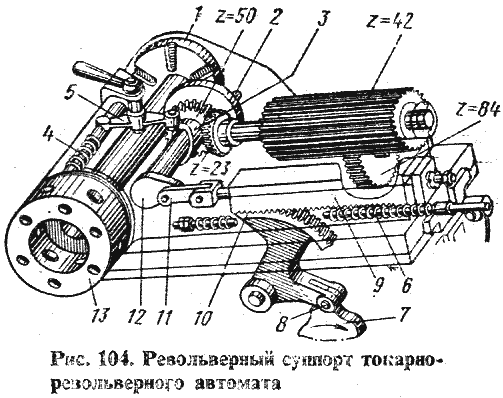 1 z=50 2 3 z=42
5
z=84
4
z=23
13 12 11 10 9 6
8 7
Рис. 104. Револьверный суппорт токарно-
револьверного автомата